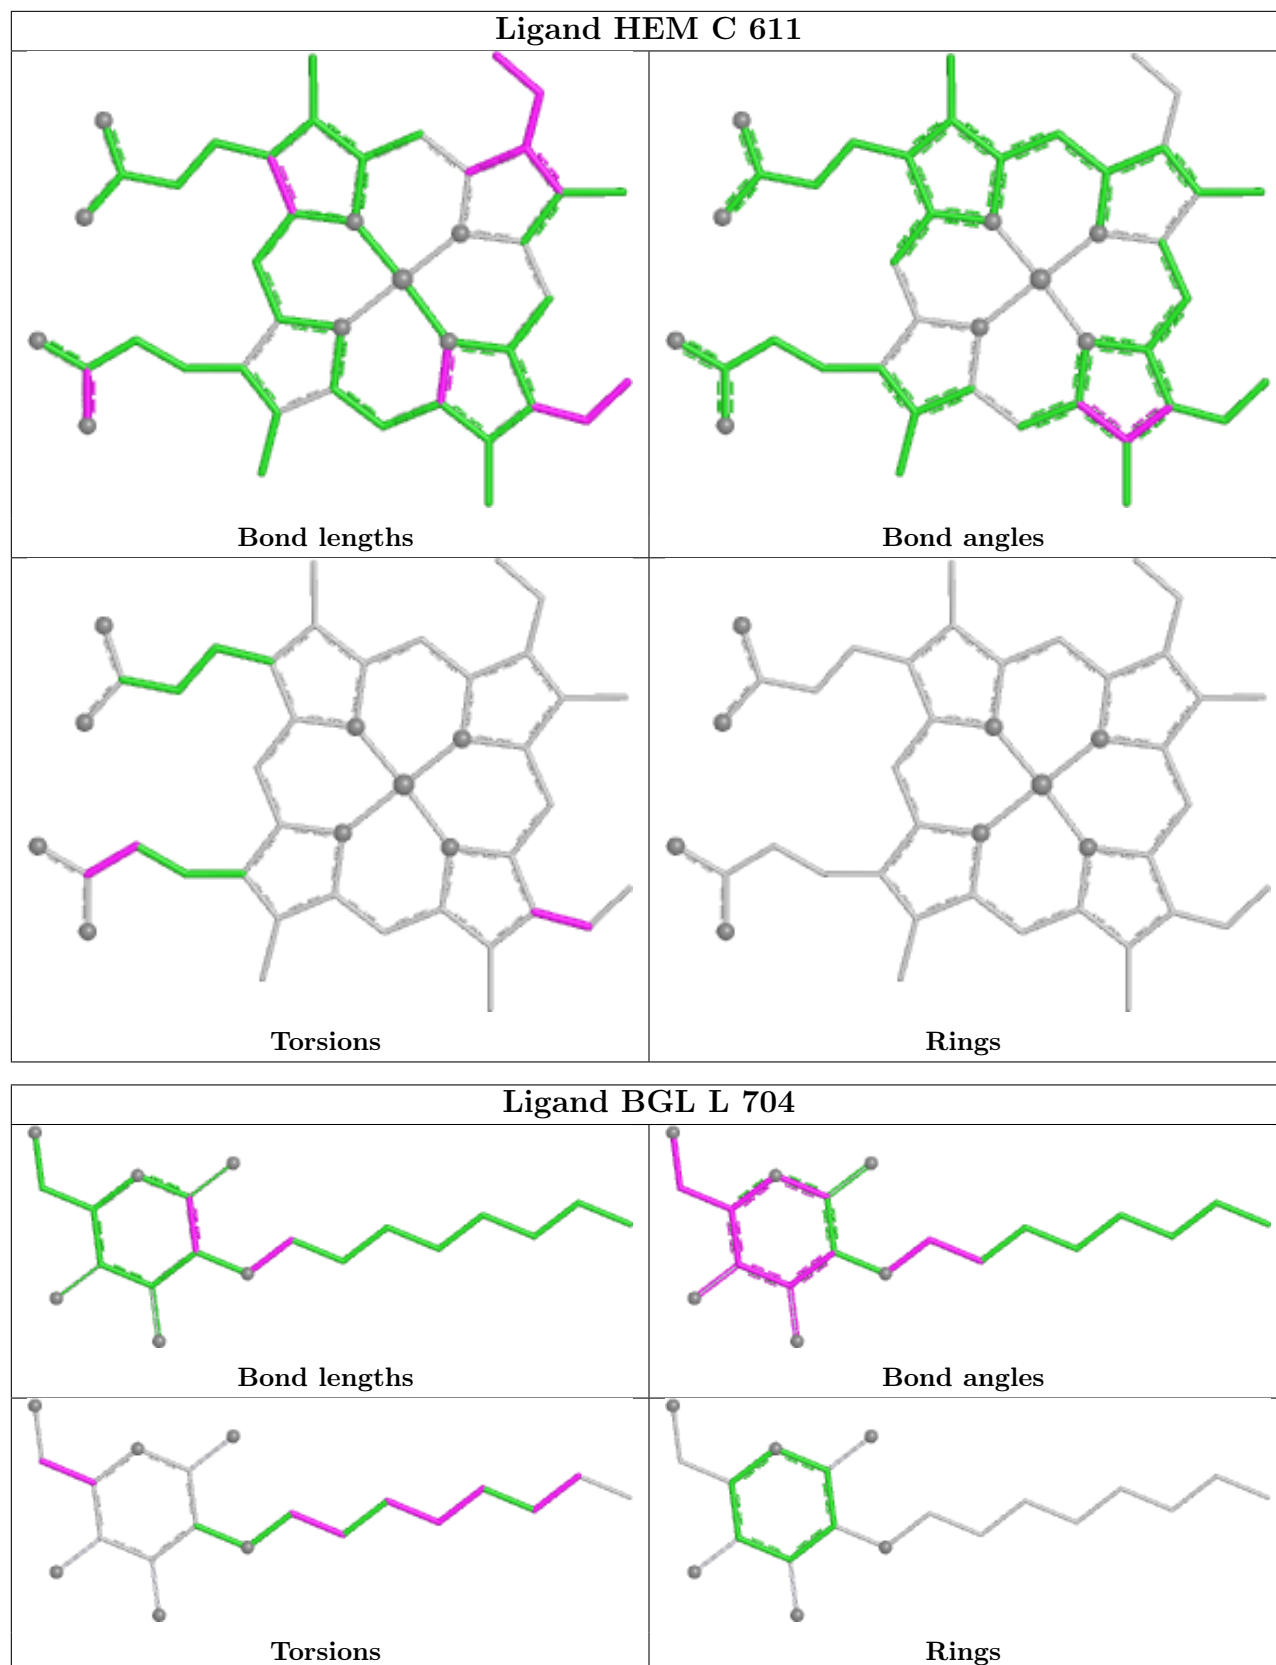 Ligand HEM C 611
Bond lengths
Bond angles
Torsions
Rings
Ligand BGL L 704
Bond lengths
Bond angles
Torsions
Rings